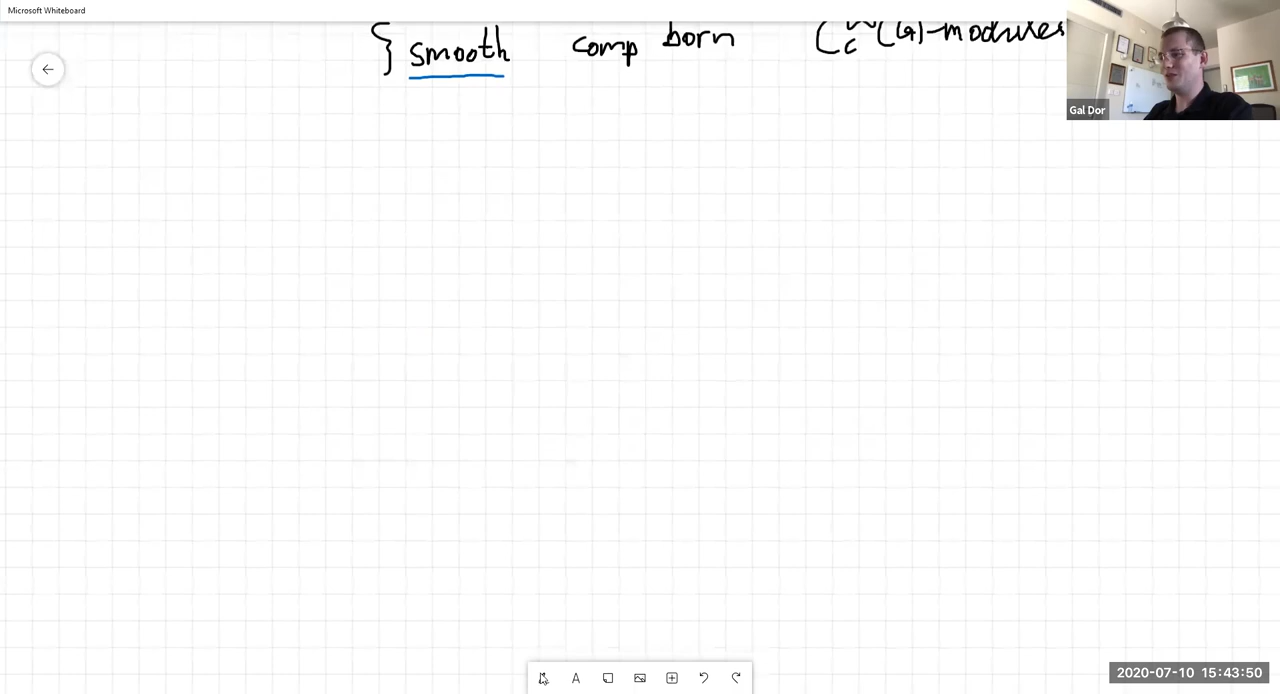 Microsoft Whiteboard
{ smooth comp born (G)-modules
Gal Dor
A
2020-07-10 15:43:50